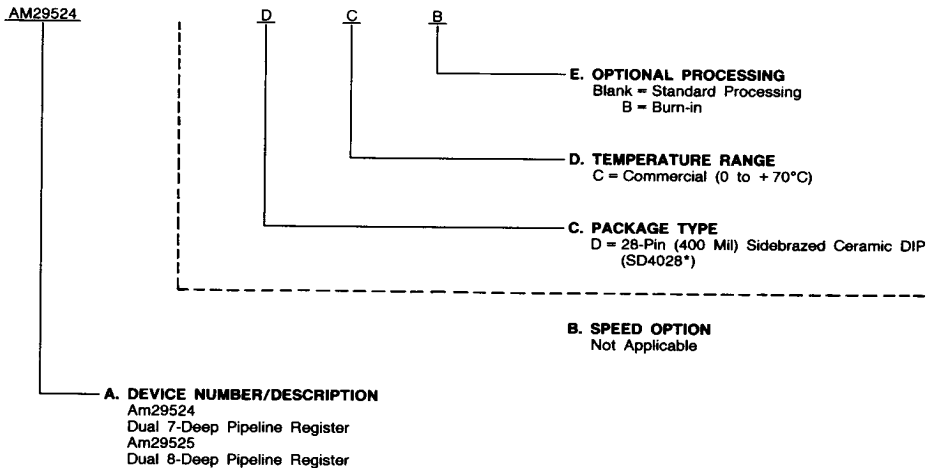 AM29524 D C B
E. OPTIONAL PROCESSING
Blank = Standard Processing
B = Burn-in
D. TEMPERATURE RANGE
C = Commercial (0 to +70°C)
C. PACKAGE TYPE
D = 28-Pin (400 Mil) Sidebrazed Ceramic DIP
(SD4028*)
B. SPEED OPTION
Not Applicable
A. DEVICE NUMBER/DESCRIPTION
Am29524
Dual 7-Deep Pipeline Register
Am29525
Dual 8-Deep Pipeline Register